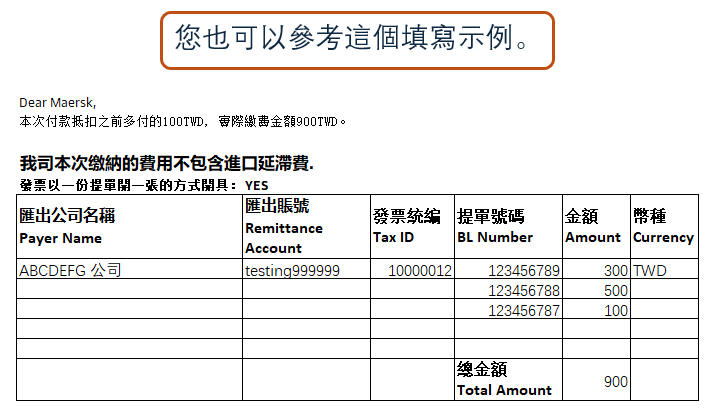 您也可以參考這個填寫示例。
Dear Maersk,
本次付款抵扣之前多付的100TWD, 實際繳費金額900TWD。
我司本次缴纳的費用不包含進口延滯費.
發票以一份提單開一張的方式開具: YES
匯出公司名稱 Payer Name	匯出賬號 Remittance Account	發票統編 Tax ID	提單號碼 BL Number	金額 Amount	幣種 Currency
ABCDEFG 公司	testing999999	10000012	123456789	300	TWD
123456788	500
123456787	100
總金額 Total Amount	900